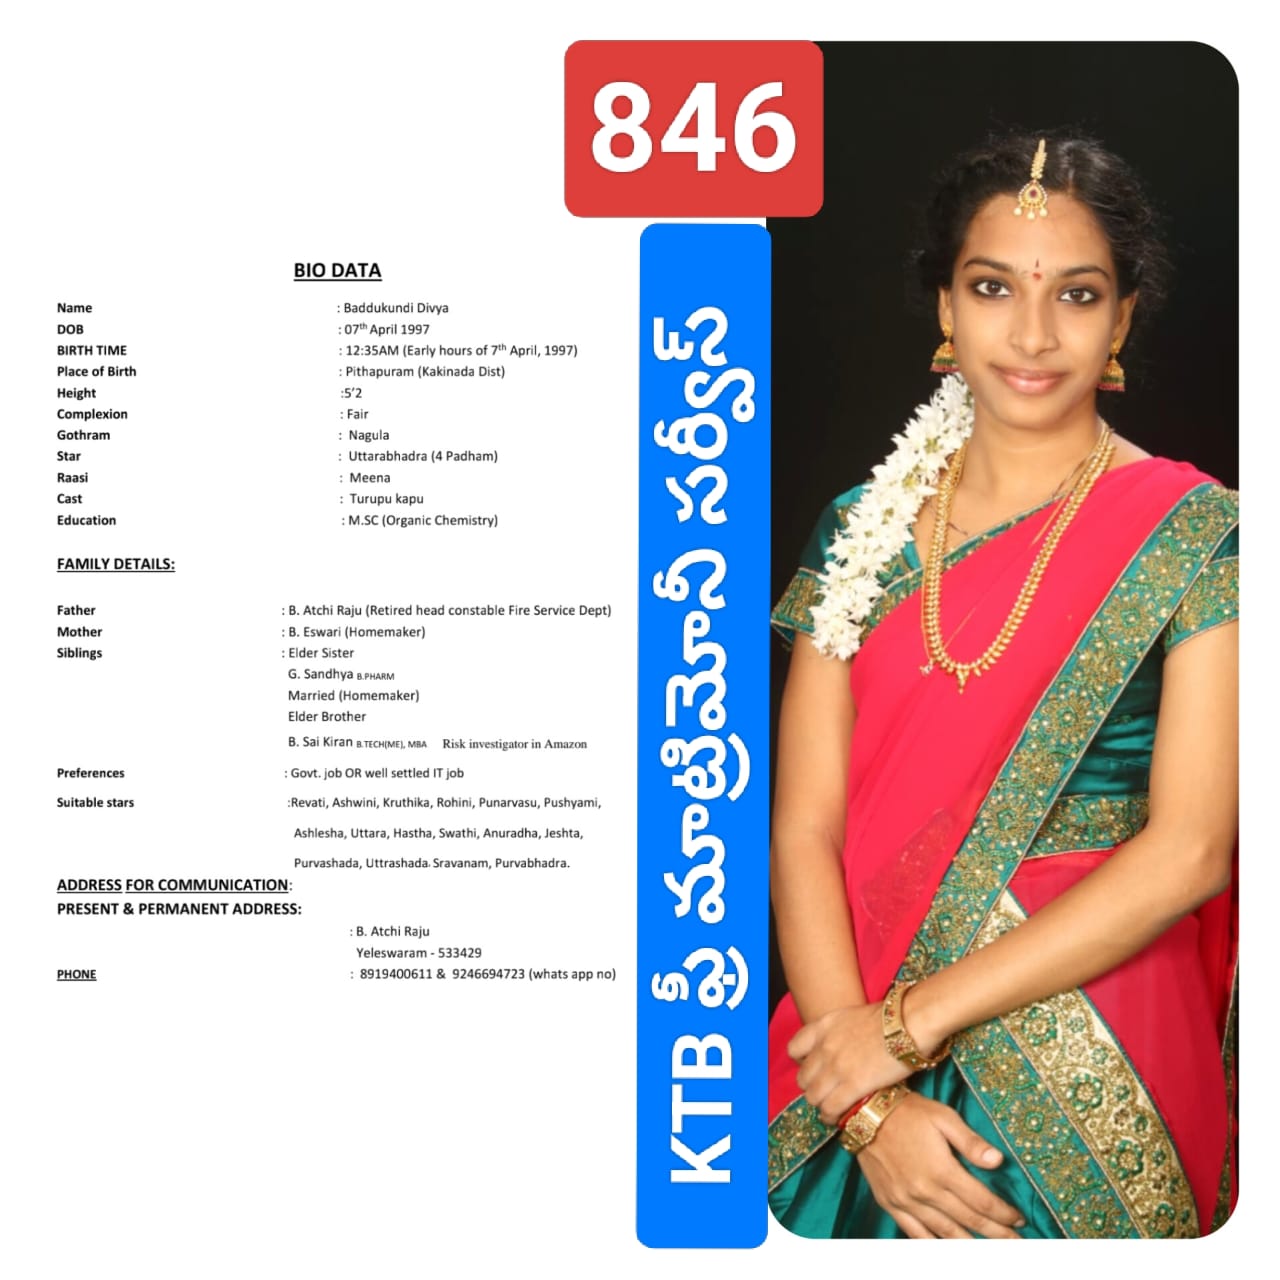 846
BIO DATA
Name : Baddukundi Divya
DOB : 07th April 1997
BIRTH TIME : 12:35AM (Early hours of 7th April, 1997)
Place of Birth : Pithapuram (Kakinada Dist)
Height :5'2
Complexion : Fair
Gothram : Nagula
Star : Uttarabhadra (4 Padham)
Raasi : Meena
Cast : Turupu kapu
Education : M.SC (Organic Chemistry)
FAMILY DETAILS:
Father : B. Atchi Raju (Retired head constable Fire Service Dept)
Mother : B. Eswari (Homemaker)
Siblings : Elder Sister
G. Sandhya B.PHARM
Married (Homemaker)
Elder Brother
B. Sai Kiran B.TECH(ME), MBA Risk investigator in Amazon
Preferences : Govt. job OR well settled IT job
Suitable stars :Revati, Ashwini, Kruthika, Rohini, Punarvasu, Pushyami,
Ashlesha, Uttara, Hastha, Swathi, Anuradha, Jeshta,
Purvashada, Uttrashada. Sravanam, Purvabhadra.
ADDRESS FOR COMMUNICATION:
PRESENT & PERMANENT ADDRESS:
: B. Atchi Raju
Yeleswaram - 533429
PHONE : 8919400611 & 9246694723 (whats app no)
KTB ఫ్రీ మాట్రిమోనీ సర్వీస్